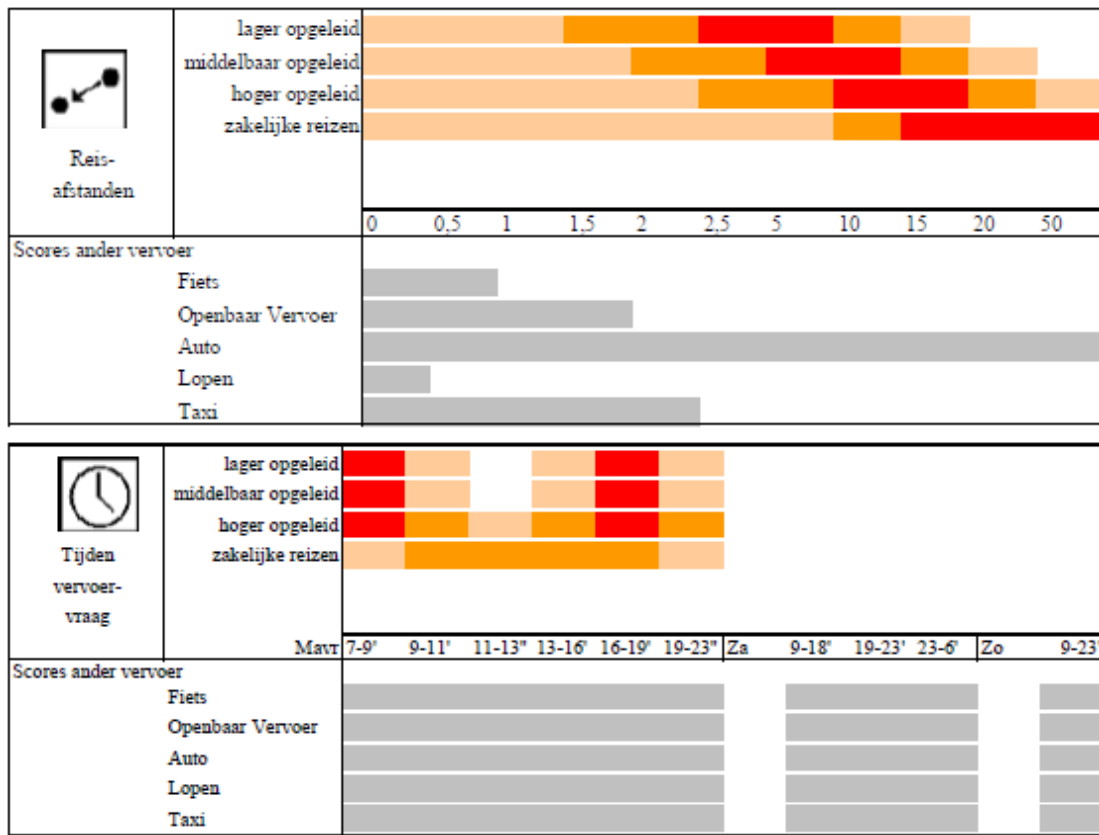 lager opgeleid
middelbaar opgeleid
hoger opgeleid
zakelijke reizen
Reis-
afstanden
0 0,5 1 1,5 2 2,5 5 10 15 20 50
Scores ander vervoer
Fiets
Openbaar Vervoer
Auto
Lopen
Taxi
lager opgeleid
middelbaar opgeleid
hoger opgeleid
zakelijke reizen
Tijden
vervoer-
vraag
Mavr 7-9" 9-11' 11-13" 13-16' 16-19' 19-23" Za 9-18' 19-23' 23-6' Zo 9-23'
Scores ander vervoer
Fiets
Openbaar Vervoer
Auto
Lopen
Taxi